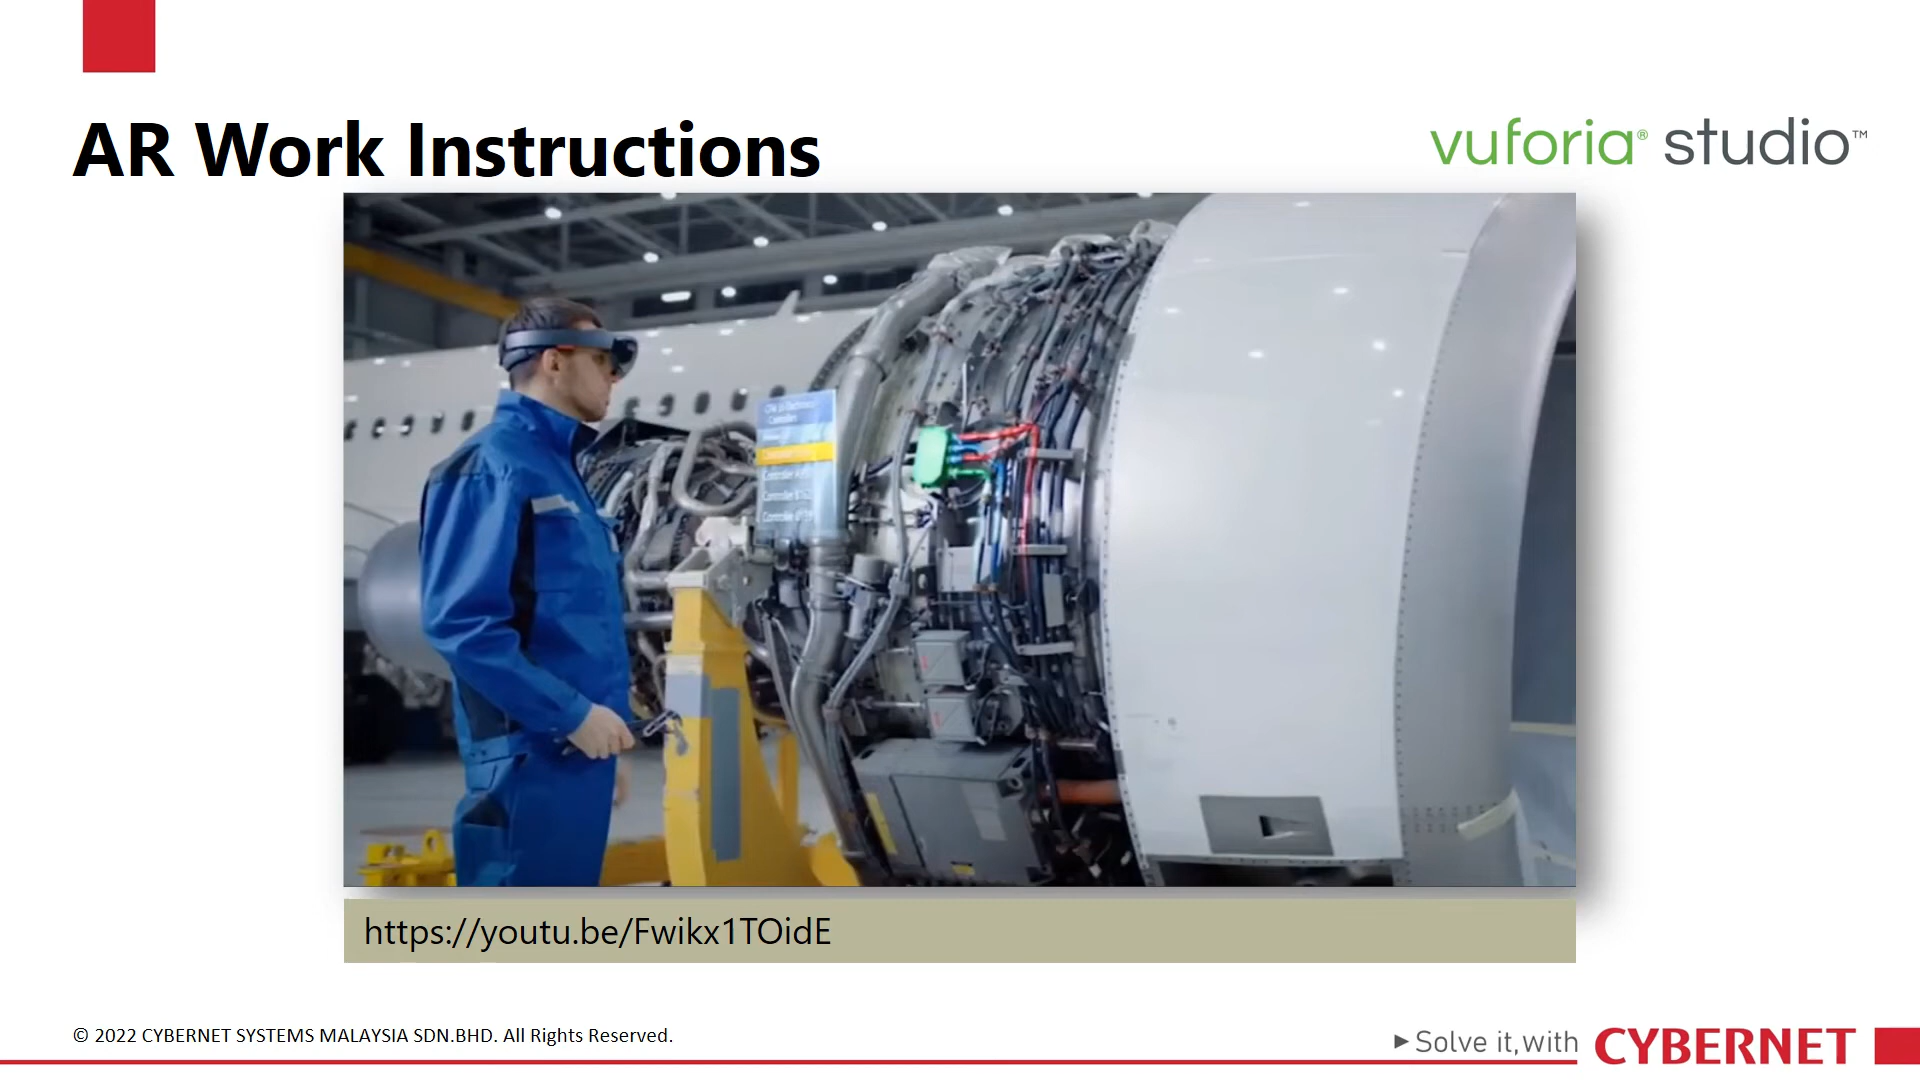 AR Work Instructions
vuforia® studio™
Controller
https://youtu.be/Fwikx1TOidE
© 2022 CYBERNET SYSTEMS MALAYSIA SDN.BHD. All Rights Reserved.
►Solve it,with CYBERNET